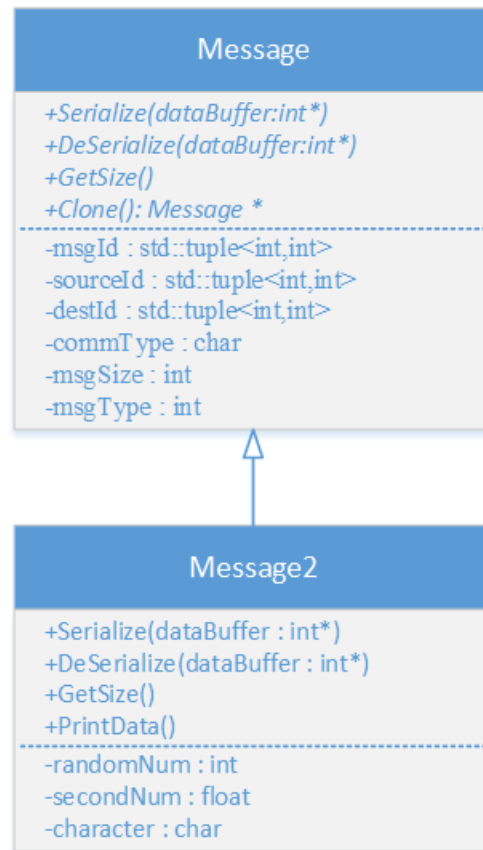 Message
+Serialize(dataBuffer:int*)
+DeSerialize(dataBuffer:int*)
+GetSize()
+Clone(): Message *
-msgId : std::tuple<int,int>
-sourceId : std::tuple<int,int>
-destId : std::tuple<int,int>
-commType : char
-msgSize : int
-msgType : int
Message2
+Serialize(dataBuffer : int*)
+DeSerialize(dataBuffer : int*)
+GetSize()
+PrintData()
-randomNum : int
-secondNum : float
-character : char